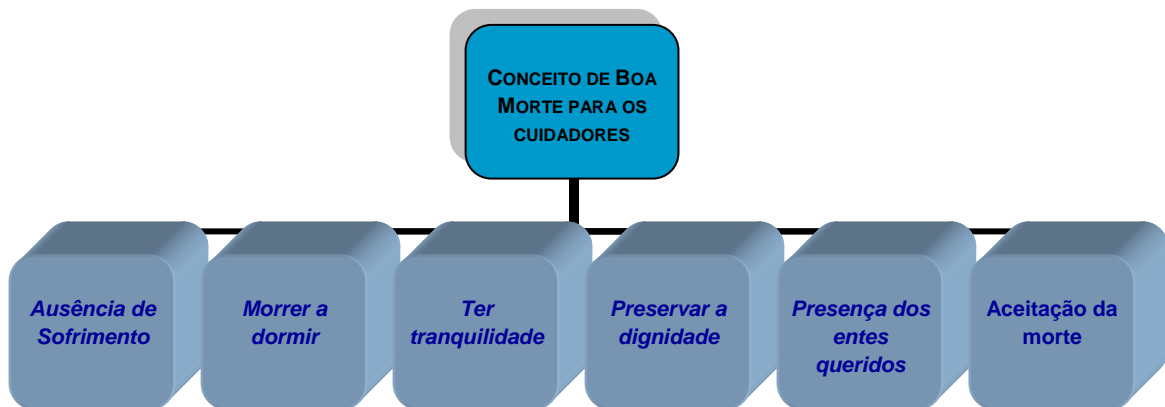 CONCEITO DE BOA
MORTE PARA OS
CUIDADORES
Ausência de
Sofrimento
Morrer a
dormir
Ter
tranquilidade
Preservar a
dignidade
Presença dos
entes
queridos
Aceitação da
morte